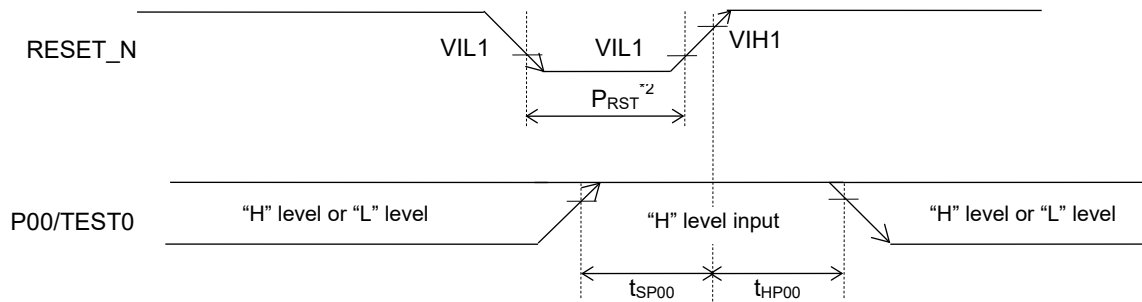 RESET_N
VIL1
VIL1
VIH1
PRST*2
P00/TEST0
“H” level or “L” level
“H” level input
“H” level or “L” level
tSP00
tHP00